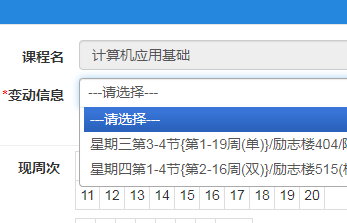 课程名 计算机应用基础
*变动信息 ---请选择---
---请选择---
星期三第3-4节{第1-19周(单)}/励志楼404/
现周次 星期四第1-4节{第2-16周(双)}/励志楼515(
11 12 13 14 15 16 17 18 19 20